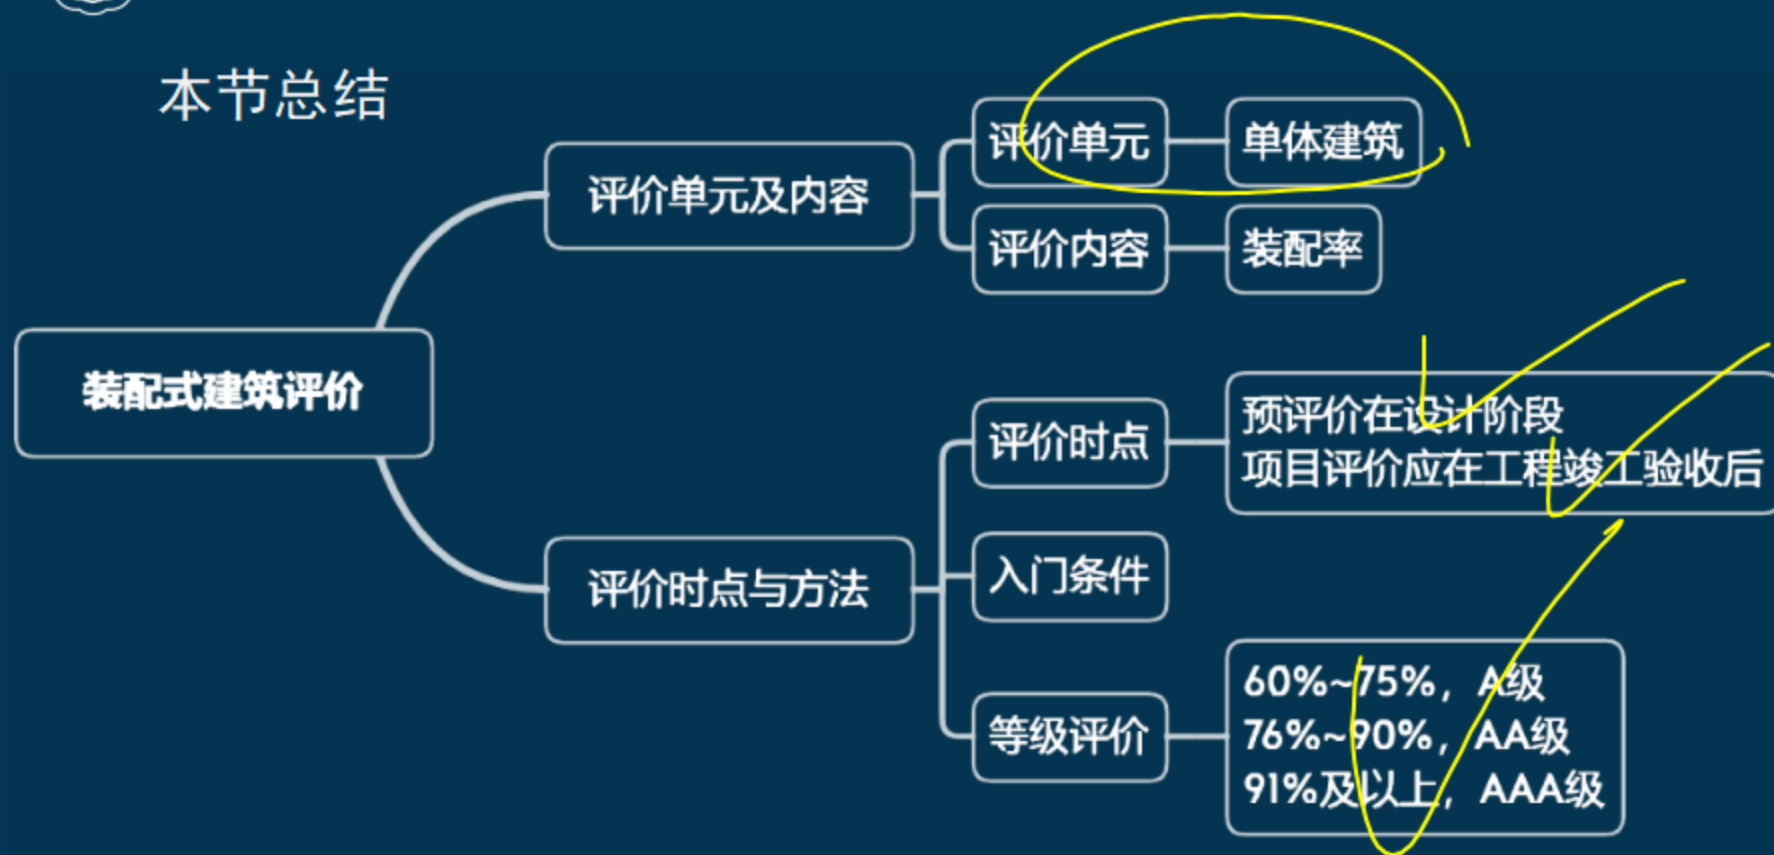 本节总结
装配式建筑评价
评价单元及内容
评价单元
单体建筑
评价内容
装配率
评价时点与方法
评价时点
预评价在设计阶段
项目评价应在工程竣工验收后
入门条件
等级评价
60%~75%，A级
76%~90%，AA级
91%及以上，AAA级